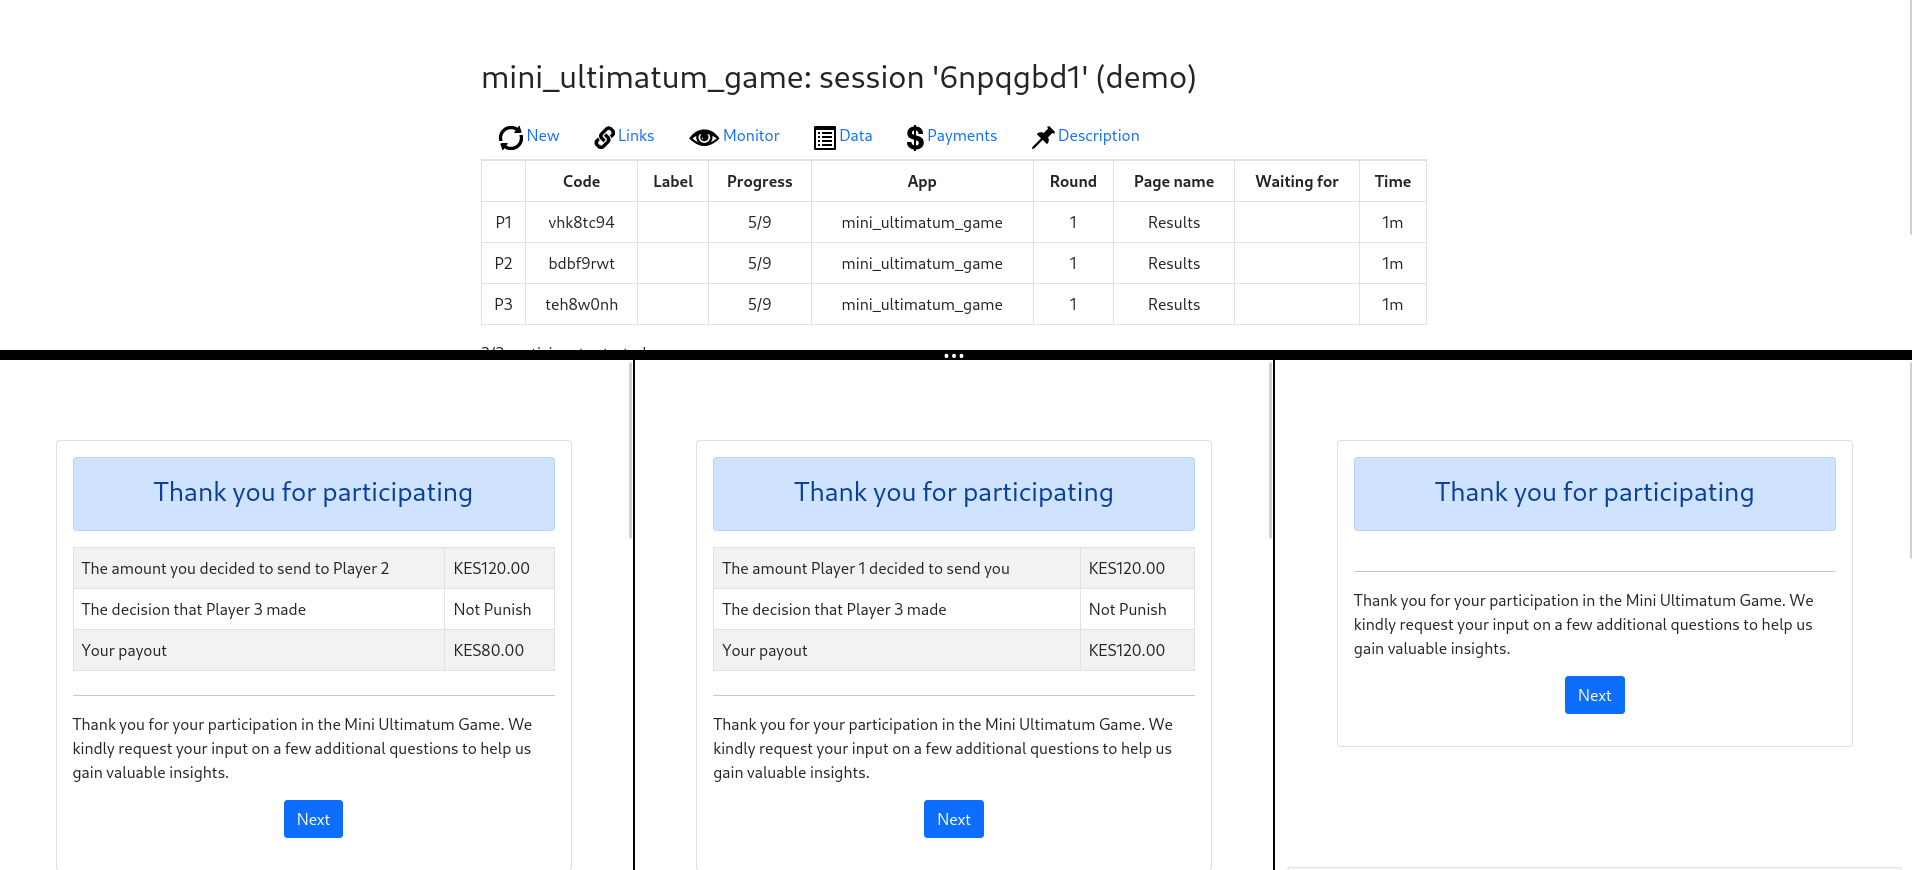 mini_ultimatum_game: session '6npqgbd1' (demo)
New Links Monitor Data Payments Description
Code Label Progress App Round Page name Waiting for Time
P1 vhk8tc94 5/9 mini_ultimatum_game 1 Results 1m
P2 bdbf9rwt 5/9 mini_ultimatum_game 1 Results 1m
P3 teh8w0nh 5/9 mini_ultimatum_game 1 Results 1m
Thank you for participating
The amount you decided to send to Player 2 KES120.00
The decision that Player 3 made Not Punish
Your payout KES80.00
Thank you for your participation in the Mini Ultimatum Game. We
kindly request your input on a few additional questions to help us
gain valuable insights.
Next
Thank you for participating
The amount Player 1 decided to send you KES120.00
The decision that Player 3 made Not Punish
Your payout KES120.00
Thank you for your participation in the Mini Ultimatum Game. We
kindly request your input on a few additional questions to help us
gain valuable insights.
Next
Thank you for participating
Thank you for your participation in the Mini Ultimatum Game. We
kindly request your input on a few additional questions to help us
gain valuable insights.
Next